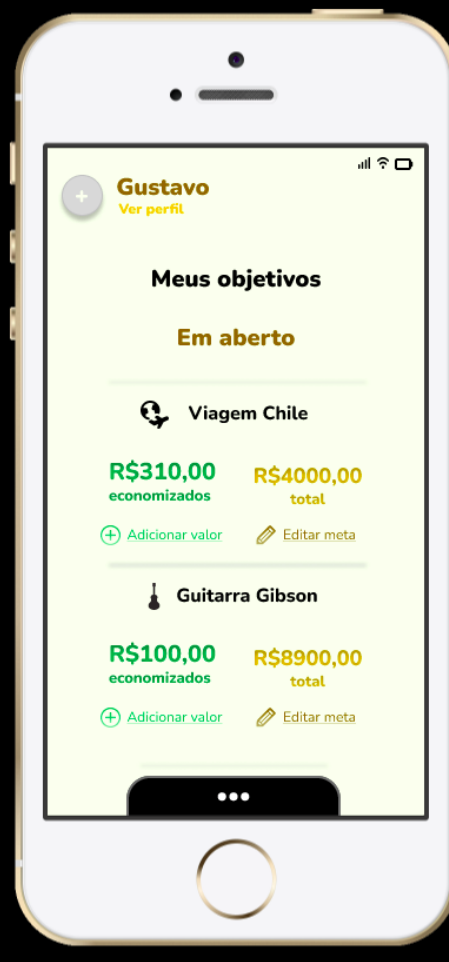 Gustavo
Ver perfil
Meus objetivos
Em aberto
Viagem Chile
R$310,00 R$4000,00
economizados total
Adicionar valor Editar meta
Guitarra Gibson
R$100,00 R$8900,00
economizados total
Adicionar valor Editar meta